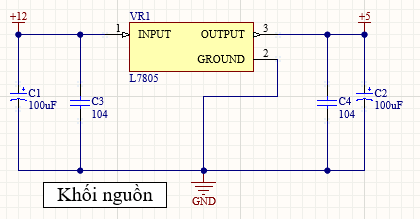 +12
VR1
+5
1
INPUT
OUTPUT
3
GROUND
2
L7805
C1
100uF
C3
104
C4
104
C2
100uF
Khối nguồn
GND